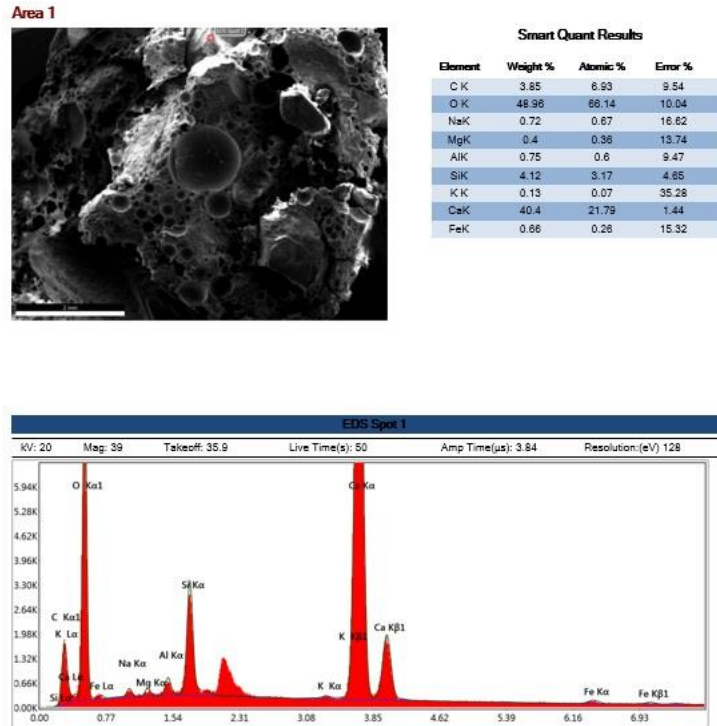 Area 1
EDS Spot 1
2 mm
Smart Quant Results
Element Weight % Atomic % Error %
C K 3.85 6.93 9.54
O K 48.96 66.14 10.04
NaK 0.72 0.67 16.62
MgK 0.4 0.36 13.74
AlK 0.75 0.6 9.47
SiK 4.12 3.17 4.65
K K 0.13 0.07 35.28
CaK 40.4 21.79 1.44
FeK 0.66 0.26 15.32
EDS Spot 1
kV: 20 Mag: 39 Takeoff: 35.9 Live Time(s): 50 Amp Time(µs): 3.84 Resolution:(eV) 128
5.94K O Kα1 Ca Kα
5.28K
4.62K
3.96K
3.30K Si Kα
2.64K
C Kα1
1.98K K Lα K Kβ1 Ca Kβ1
1.32K Na Kα Al Kα
0.66K Ca Lα Fe Lα Mg Kα K Kα Fe Kα Fe Kβ1
0.00K Si Lα
0.00 0.77 1.54 2.31 3.08 3.85 4.62 5.39 6.16 6.93